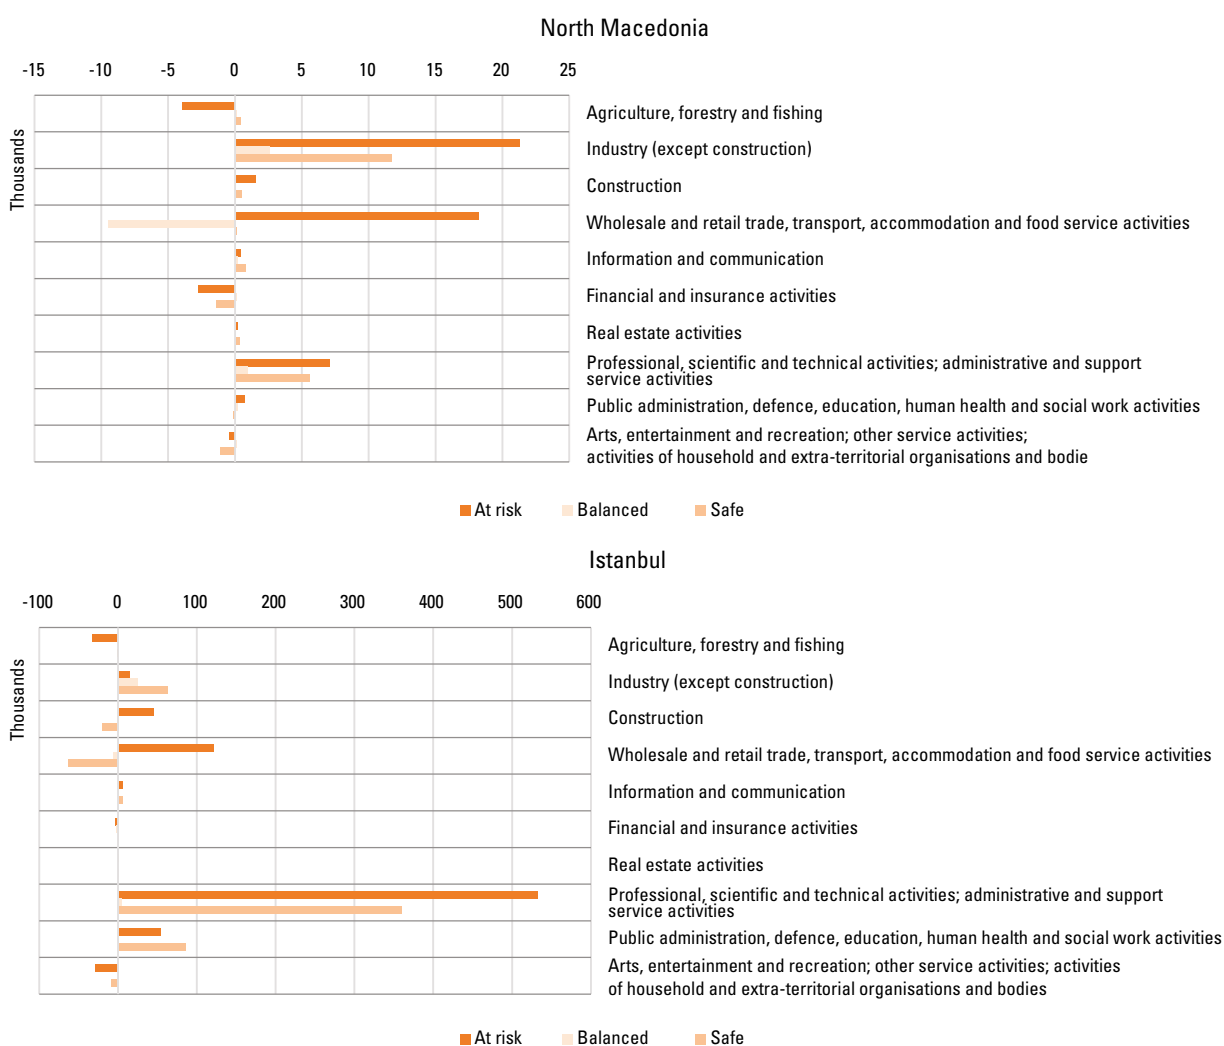 North Macedonia
-15 -10 -5 0 5 10 15 20 25
Thousands
Agriculture, forestry and fishing
Industry (except construction)
Construction
Wholesale and retail trade, transport, accommodation and food service activities
Information and communication
Financial and insurance activities
Real estate activities
Professional, scientific and technical activities; administrative and support
service activities
Public administration, defence, education, human health and social work activities
Arts, entertainment and recreation; other service activities;
activities of household and extra-territorial organisations and bodie
At risk Balanced Safe
Istanbul
-100 0 100 200 300 400 500 600
Thousands
Agriculture, forestry and fishing
Industry (except construction)
Construction
Wholesale and retail trade, transport, accommodation and food service activities
Information and communication
Financial and insurance activities
Real estate activities
Professional, scientific and technical activities; administrative and support
service activities
Public administration, defence, education, human health and social work activities
Arts, entertainment and recreation; other service activities; activities
of household and extra-territorial organisations and bodies
At risk Balanced Safe